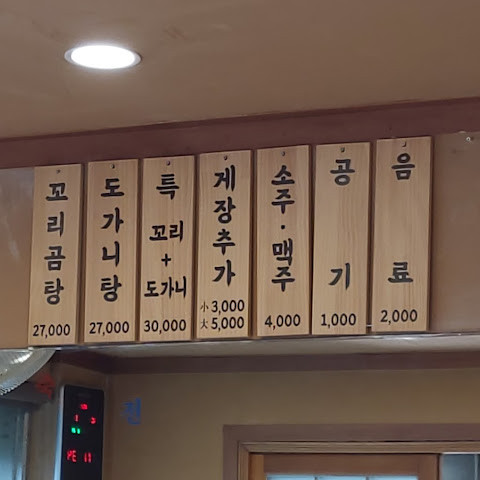 꼬리곰탕
27,000
도가니탕
27,000
특
꼬리
+
도가니
30,000
게장추가
小 3,000
大 5,000
소주·맥주
4,000
공기
1,000
음료
2,000